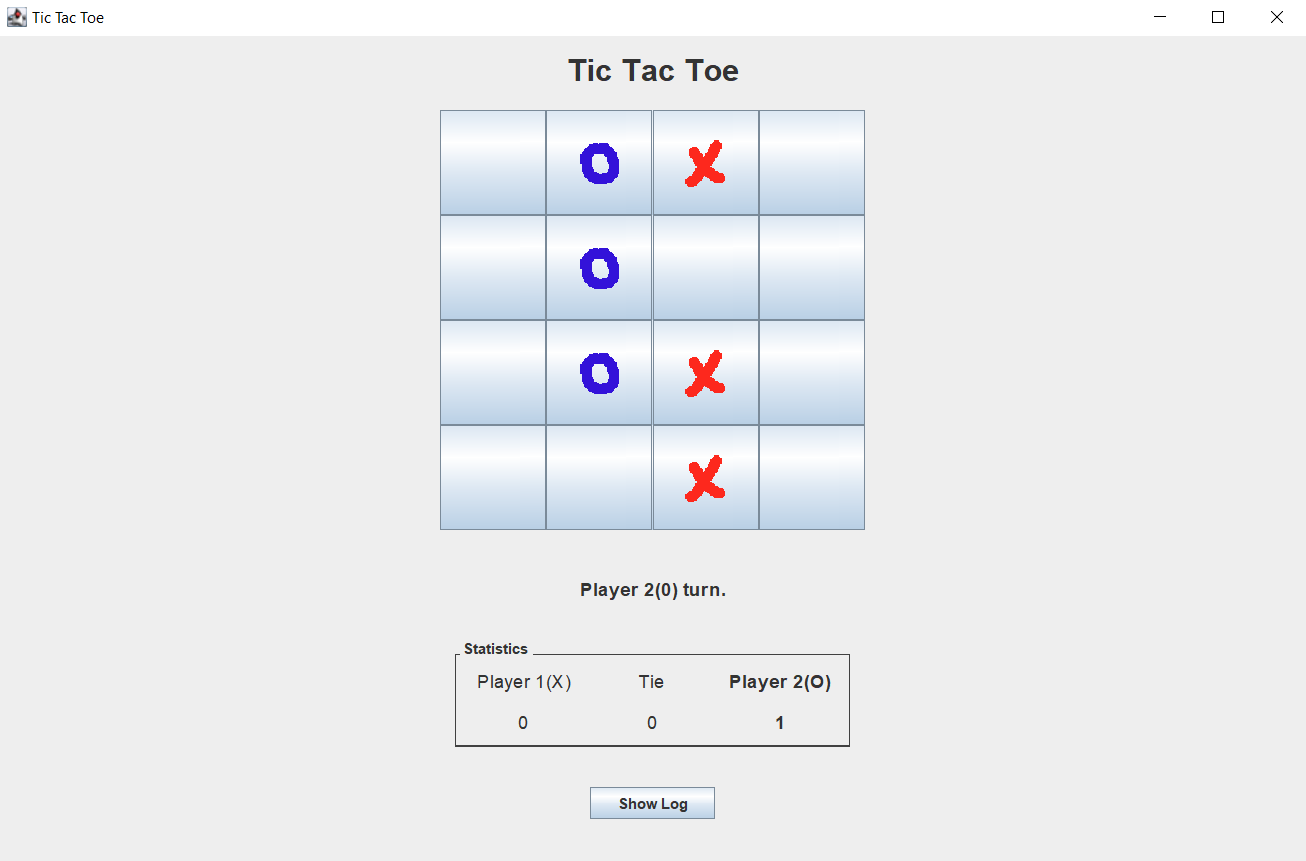 Tic Tac Toe
Tic Tac Toe
O X
O
O X
X
Player 2(0) turn.
Statistics
Player 1(X) Tie Player 2(O)
0 0 1
Show Log